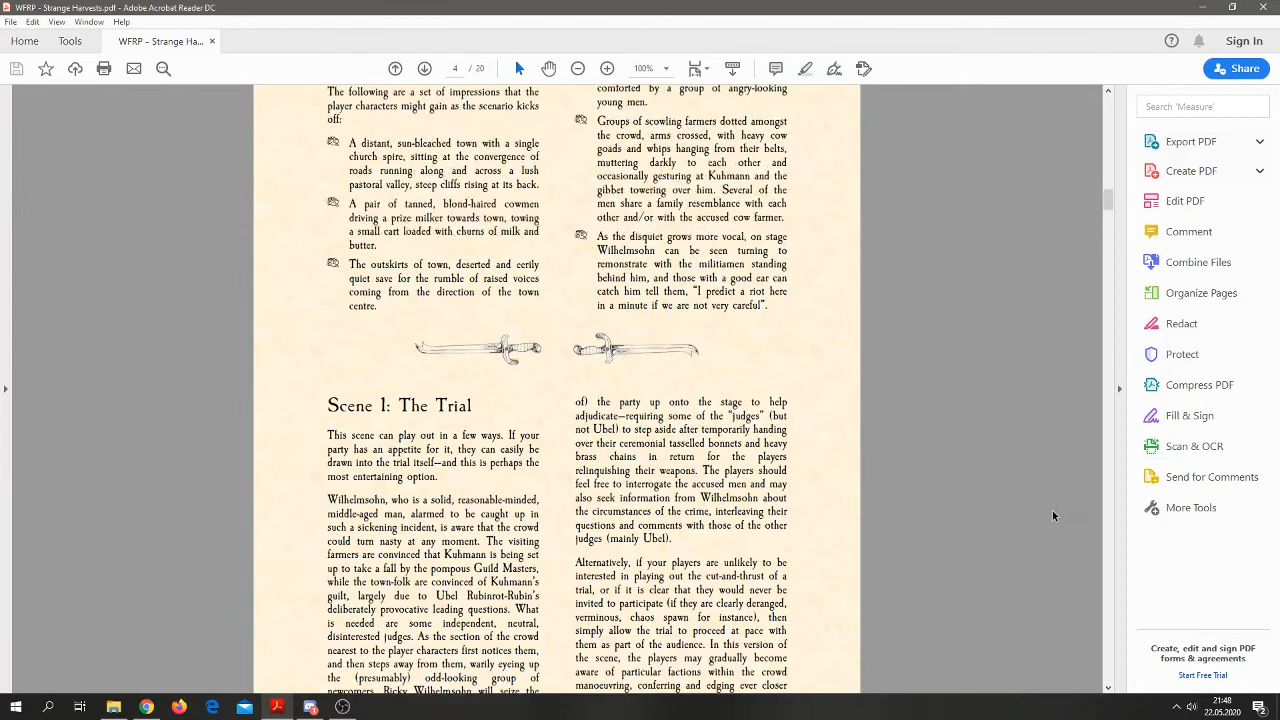 WFRP - Strange Harvests.pdf - Adobe Acrobat Reader DC
File Edit View Window Help
Home Tools WFRP - Strange Ha... ×
Sign In
4 / 20
100%
Share
The following are a set of impressions that the
player characters might gain as the scenario kicks
off:
A distant, sun-bleached town with a single
church spire, sitting at the convergence of
roads running along and across a lush
pastoral valley, steep cliffs rising at its back.
A pair of tanned, blond-haired cowmen
driving a prize milker towards town, towing
a small cart loaded with churns of milk and
butter.
The outskirts of town, deserted and eerily
quiet save for the rumble of raised voices
coming from the direction of the town
centre.
comforted by a group of angry-looking
young men.
Groups of scowling farmers dotted amongst
the crowd, arms crossed, with heavy cow
goads and whips hanging from their belts,
muttering darkly to each other and
occasionally gesturing at Kuhmann and the
gibbet towering over him. Several of the
men share a family resemblance with each
other and/or with the accused cow farmer.
As the disquiet grows more vocal, on stage
Wilhelmsohn can be seen turning to
remonstrate with the militiamen standing
behind him, and those with a good ear can
catch him tell them, “I predict a riot here
in a minute if we are not very careful”.
Scene 1: The Trial
This scene can play out in a few ways. If your
party has an appetite for it, they can easily be
drawn into the trial itself—and this is perhaps the
most entertaining option.
Wilhelmsohn, who is a solid, reasonable-minded,
middle-aged man, alarmed to be caught up in
such a sickening incident, is aware that the crowd
could turn nasty at any moment. The visiting
farmers are convinced that Kuhmann is being set
up to take a fall by the pompous Guild Masters,
while the town-folk are convinced of Kuhmann's
guilt, largely due to Ubel Rubinrot-Rubin's
deliberately provocative leading questions. What
is needed are some independent, neutral,
disinterested judges. As the section of the crowd
nearest to the player characters first notices them,
and then steps away from them, warily eyeing up
the (presumably) odd-looking group of
newcomers, Ricky Wilhelmsohn will seize the
of) the party up onto the stage to help
adjudicate—requiring some of the “judges” (but
not Ubel) to step aside after temporarily handing
over their ceremonial tasselled bonnets and heavy
brass chains in return for the players
relinquishing their weapons. The players should
feel free to interrogate the accused men and may
also seek information from Wilhelmsohn about
the circumstances of the crime, interleaving their
questions and comments with those of the other
judges (mainly Ubel).
Alternatively, if your players are unlikely to be
interested in playing out the cut-and-thrust of a
trial, or if it is clear that they would never be
invited to participate (if they are clearly deranged,
verminous, chaos spawn for instance), then
simply allow the trial to proceed at pace with
them as part of the audience. In this version of
the scene, the players may gradually become
aware of particular factions within the crowd
manoeuvring, conferring and edging ever closer
Search 'Measure'
Export PDF
Create PDF
Edit PDF
Comment
Combine Files
Organize Pages
Redact
Protect
Compress PDF
Fill & Sign
Scan & OCR
Send for Comments
More Tools
Create, edit and sign PDF
forms & agreements
Start Free Trial
21:48
22.05.2020